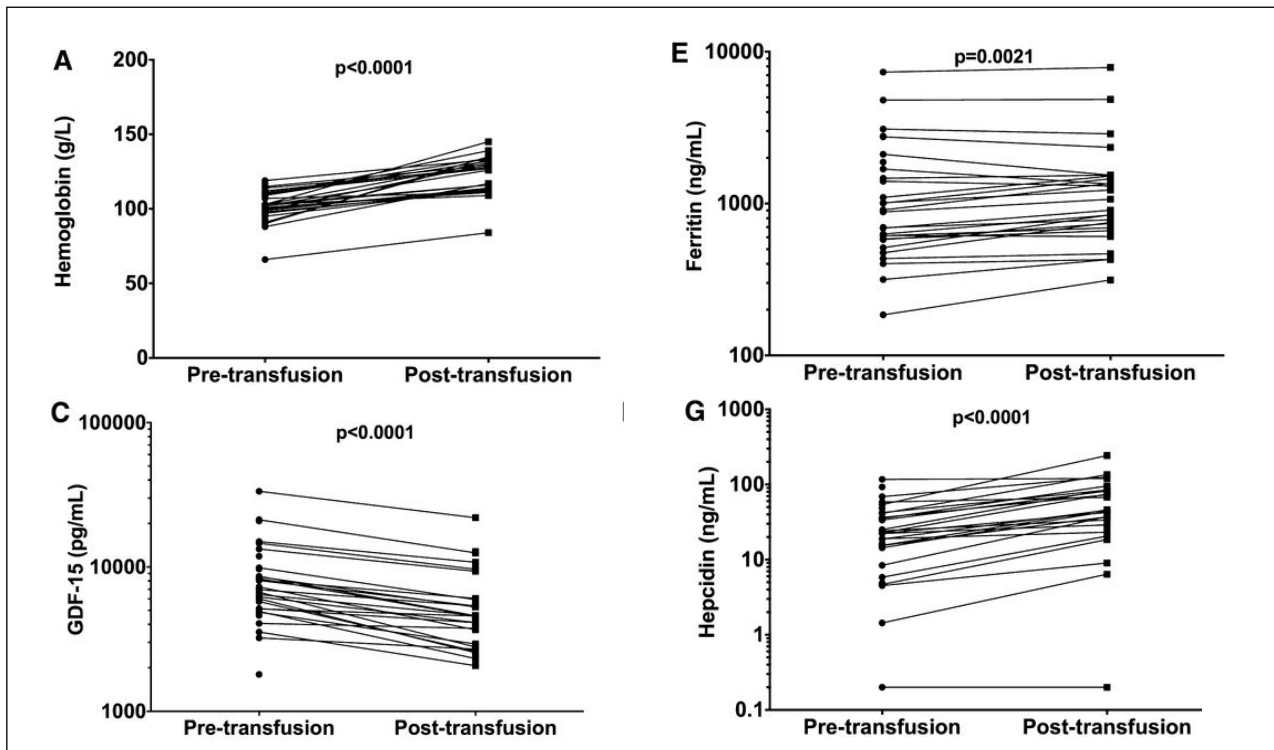 A
p<0.0001
Hemoglobin (g/L)
200
150
100
50
0
Pre-transfusion Post-transfusion
E
p=0.0021
Ferritin (ng/mL)
10000
1000
100
Pre-transfusion Post-transfusion
C
p<0.0001
GDF-15 (pg/mL)
100000
10000
1000
Pre-transfusion Post-transfusion
G
p<0.0001
Hepcidin (ng/mL)
1000
100
10
1
0.1
Pre-transfusion Post-transfusion